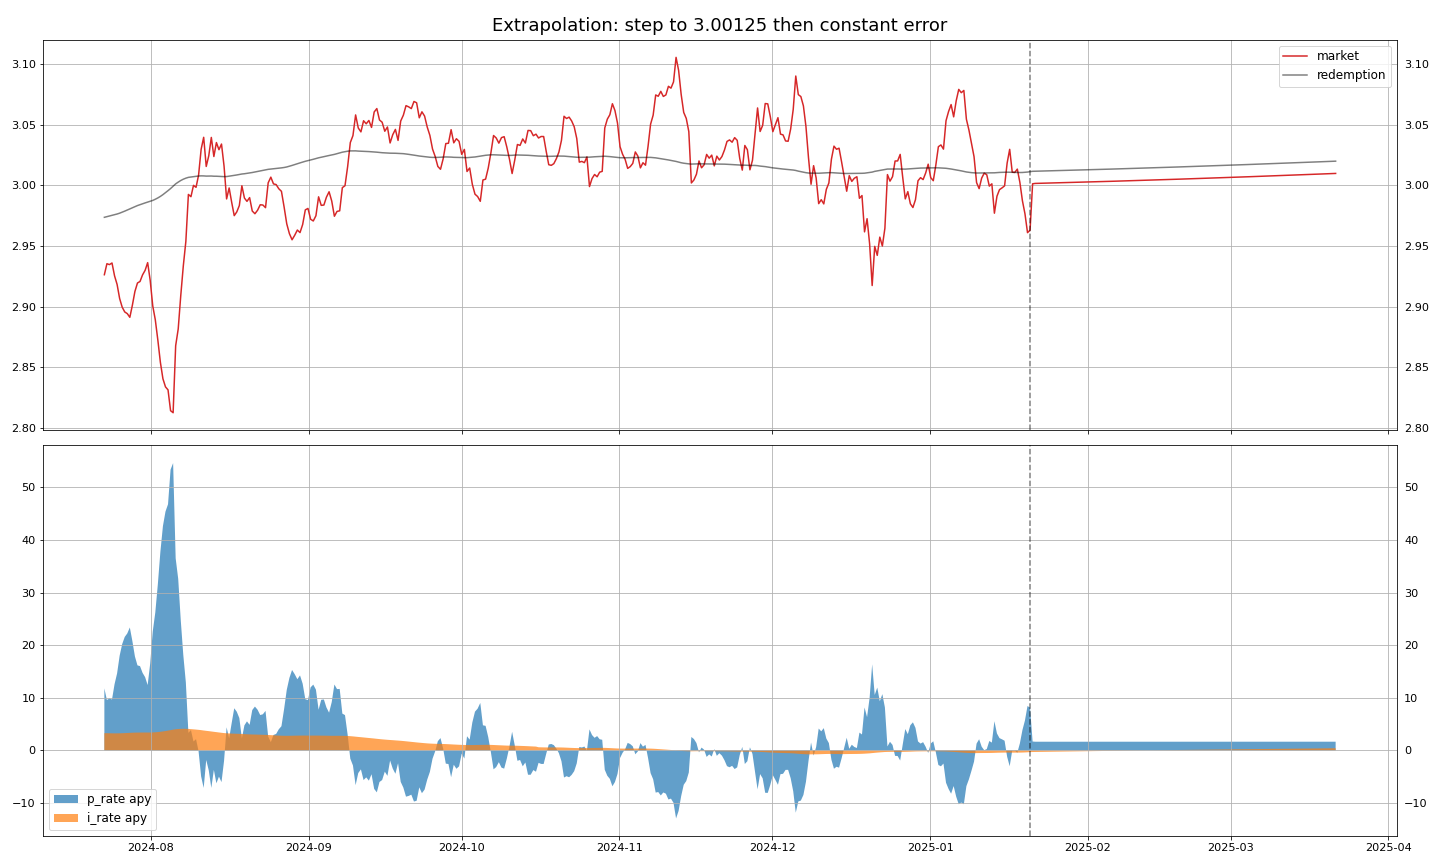 Extrapolation: step to 3.00125 then constant error
market
redemption
3.10 3.10
3.05 3.05
3.00 3.00
2.95 2.95
2.90 2.90
2.85 2.85
2.80 2.80
50 50
40 40
30 30
20 20
10 10
0 0
−10 −10
p_rate apy
i_rate apy
2024-08 2024-09 2024-10 2024-11 2024-12 2025-01 2025-02 2025-03 2025-04